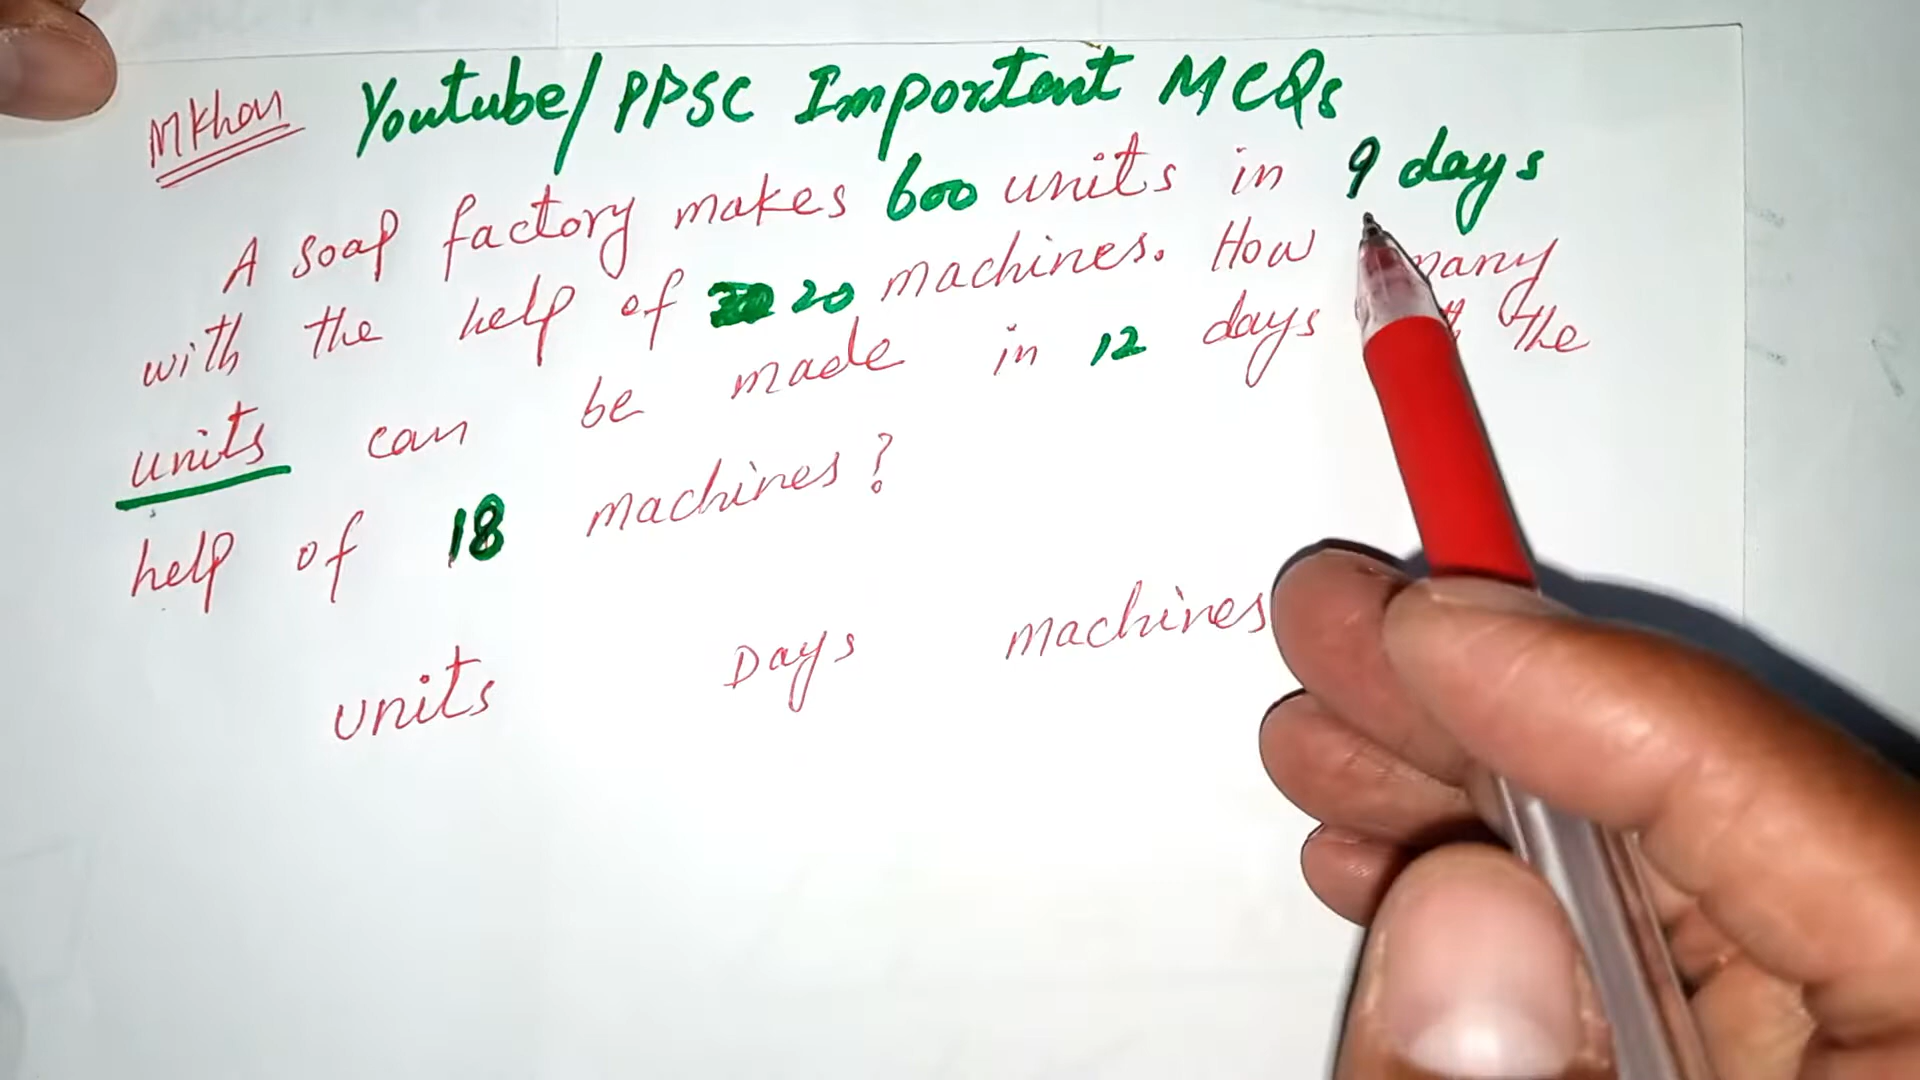 MKhan Youtube/PPSC Important MCQs
A soap factory makes 600 units in 9 days
with the help of 20 machines. How many
units can be made in 12 days the
help of 18 machines?
units Days machines